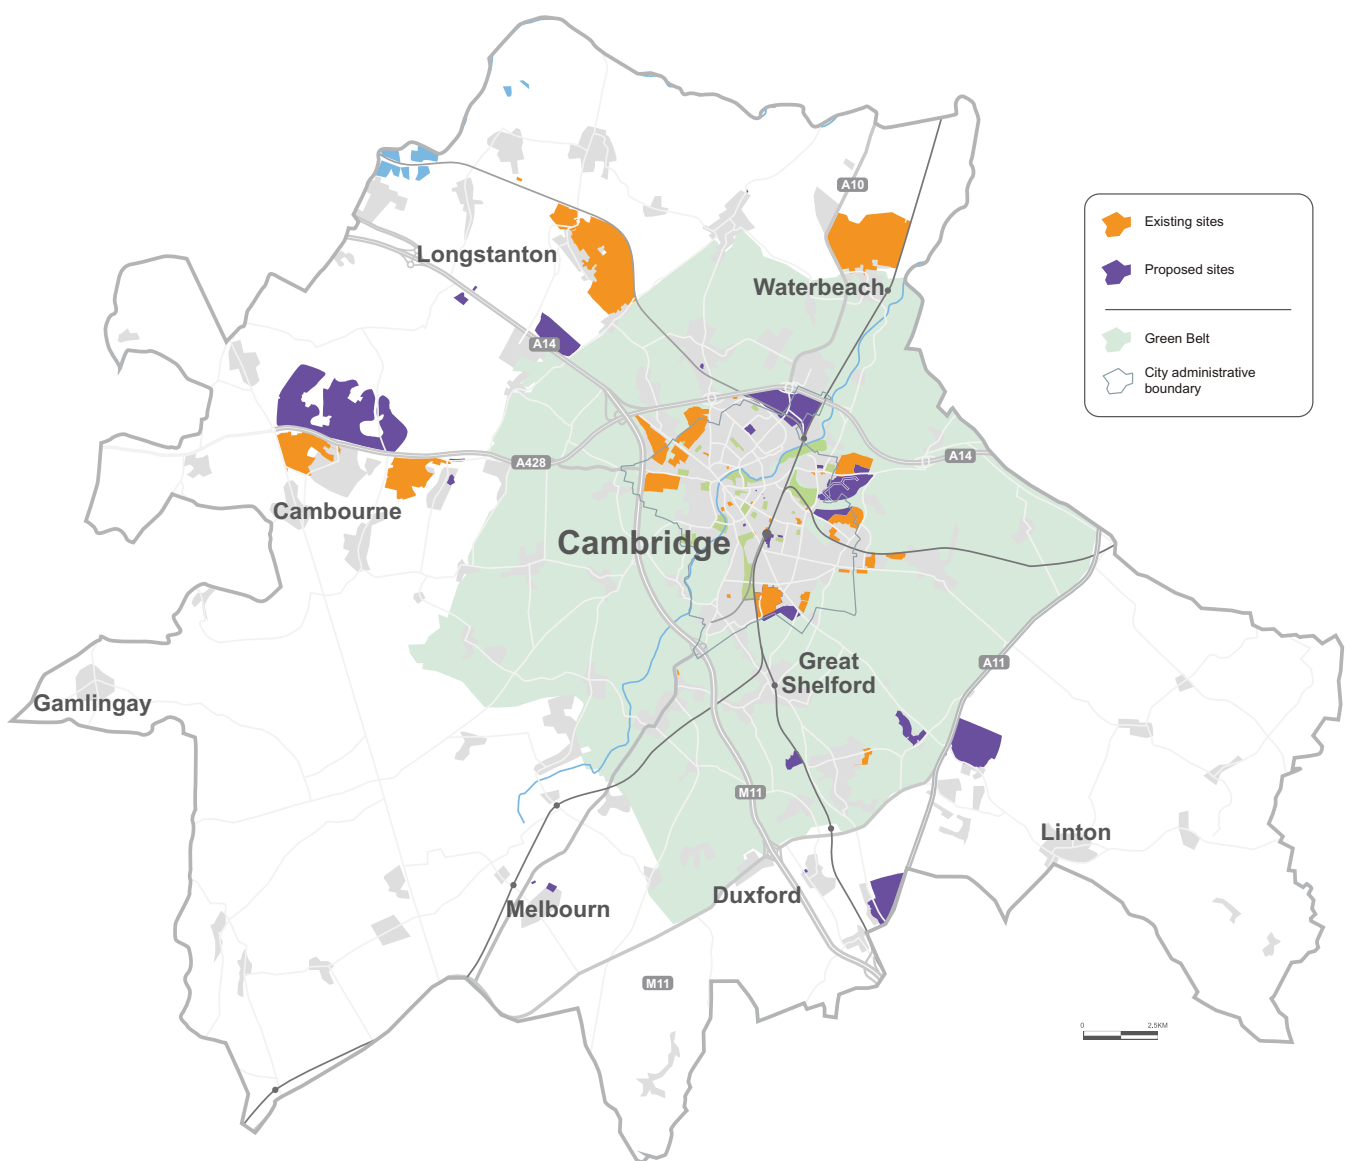 A10
Existing sites
Proposed sites
Green Belt
City administrative
boundary
Longstanton
Waterbeach
A14
A428
A14
Cambourne
Cambridge
Great
Shelford
A11
Gamlingay
M11
Linton
Duxford
Melbourn
M11
0 2.5KM